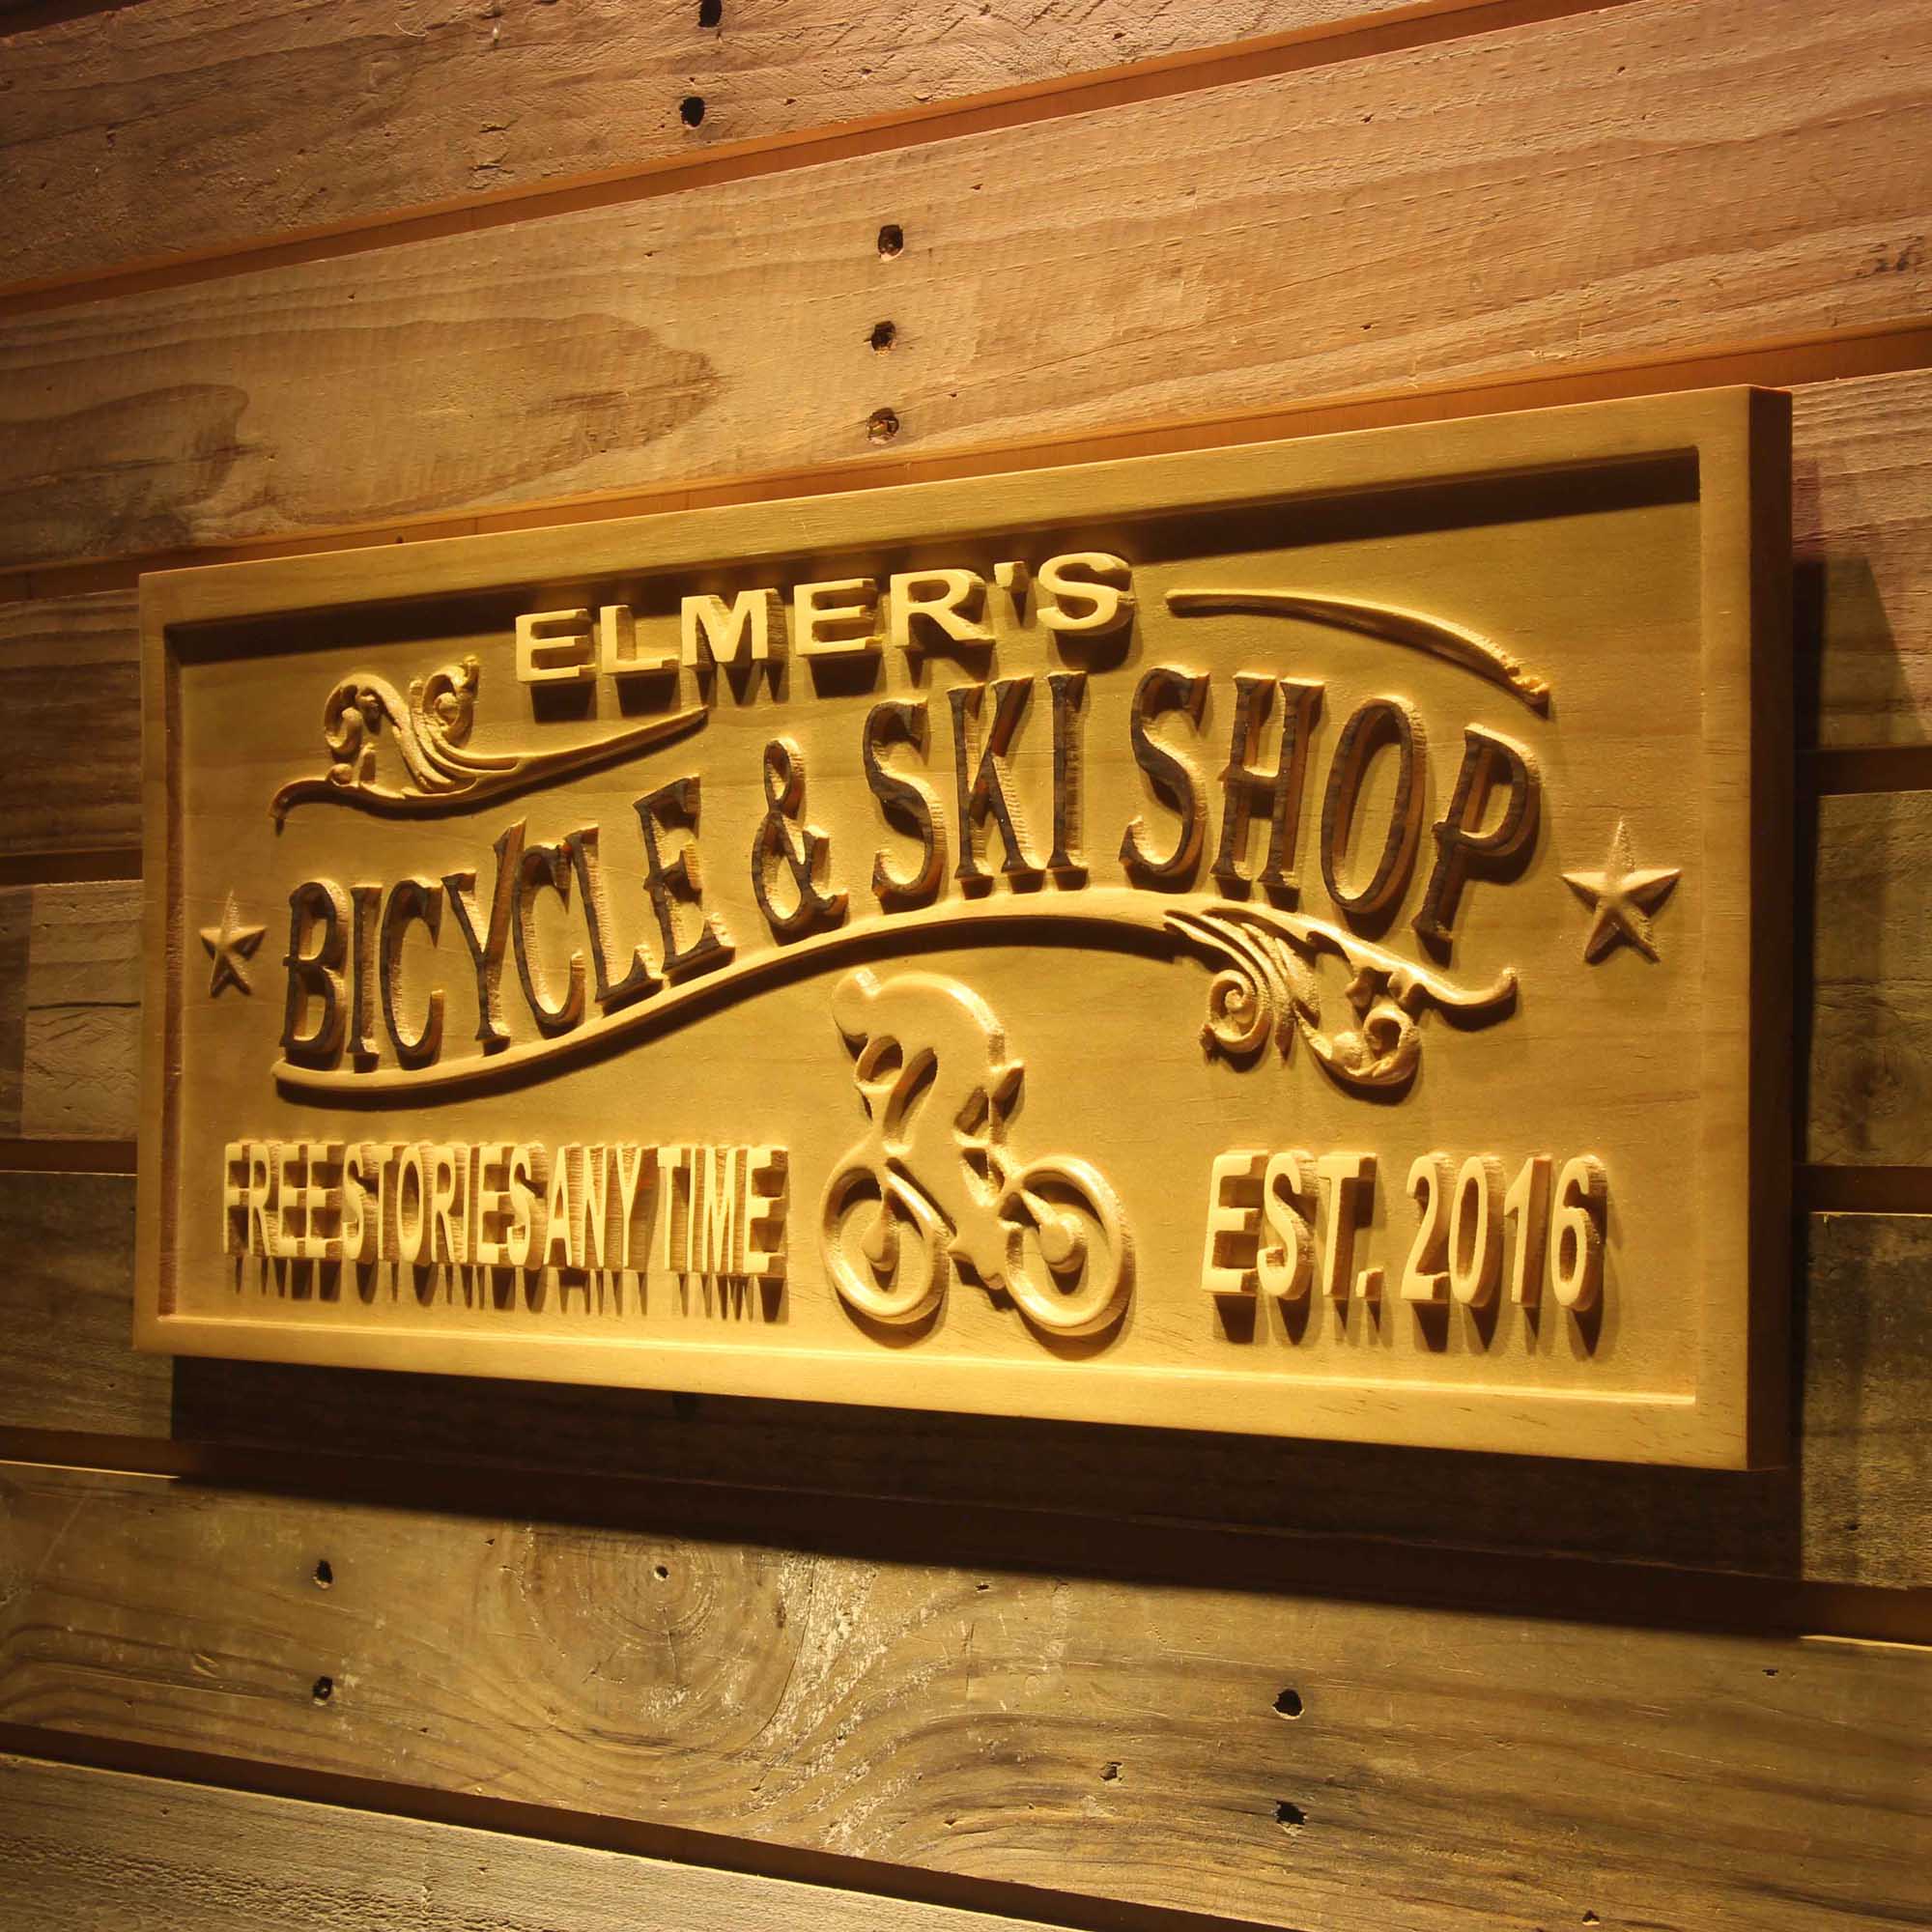 ELMER'S
BICYCLE & SKI SHOP
FREE STORIES ANY TIME
EST. 2016